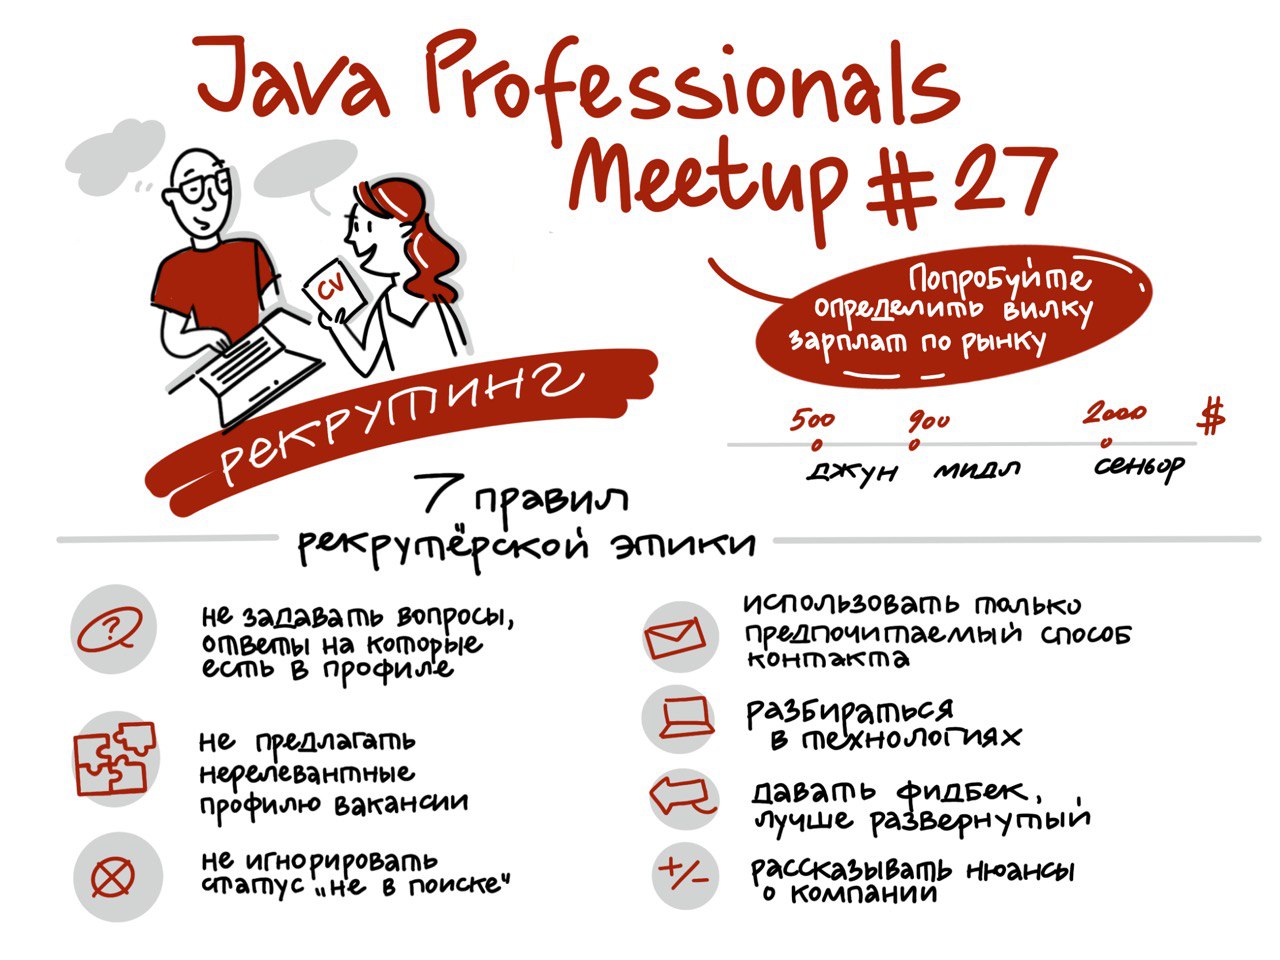 Java Professionals
Meetup #27
CV
рекрутинг
Попробуйте
определить вилку
зарплат по рынку
500 900 2000 $
джун мидл сеньор
7 правил
рекрутёрской этики
?
не задавать вопросы,
ответы на которые
есть в профиле
не предлагать
нерелевантные
профилю вакансии
не игнорировать
статус „не в поиске"
использовать только
предпочитаемый способ
контакта
разбираться
в технологиях
давать фидбек,
лучше развернутый
+/-
рассказывать нюансы
о компании